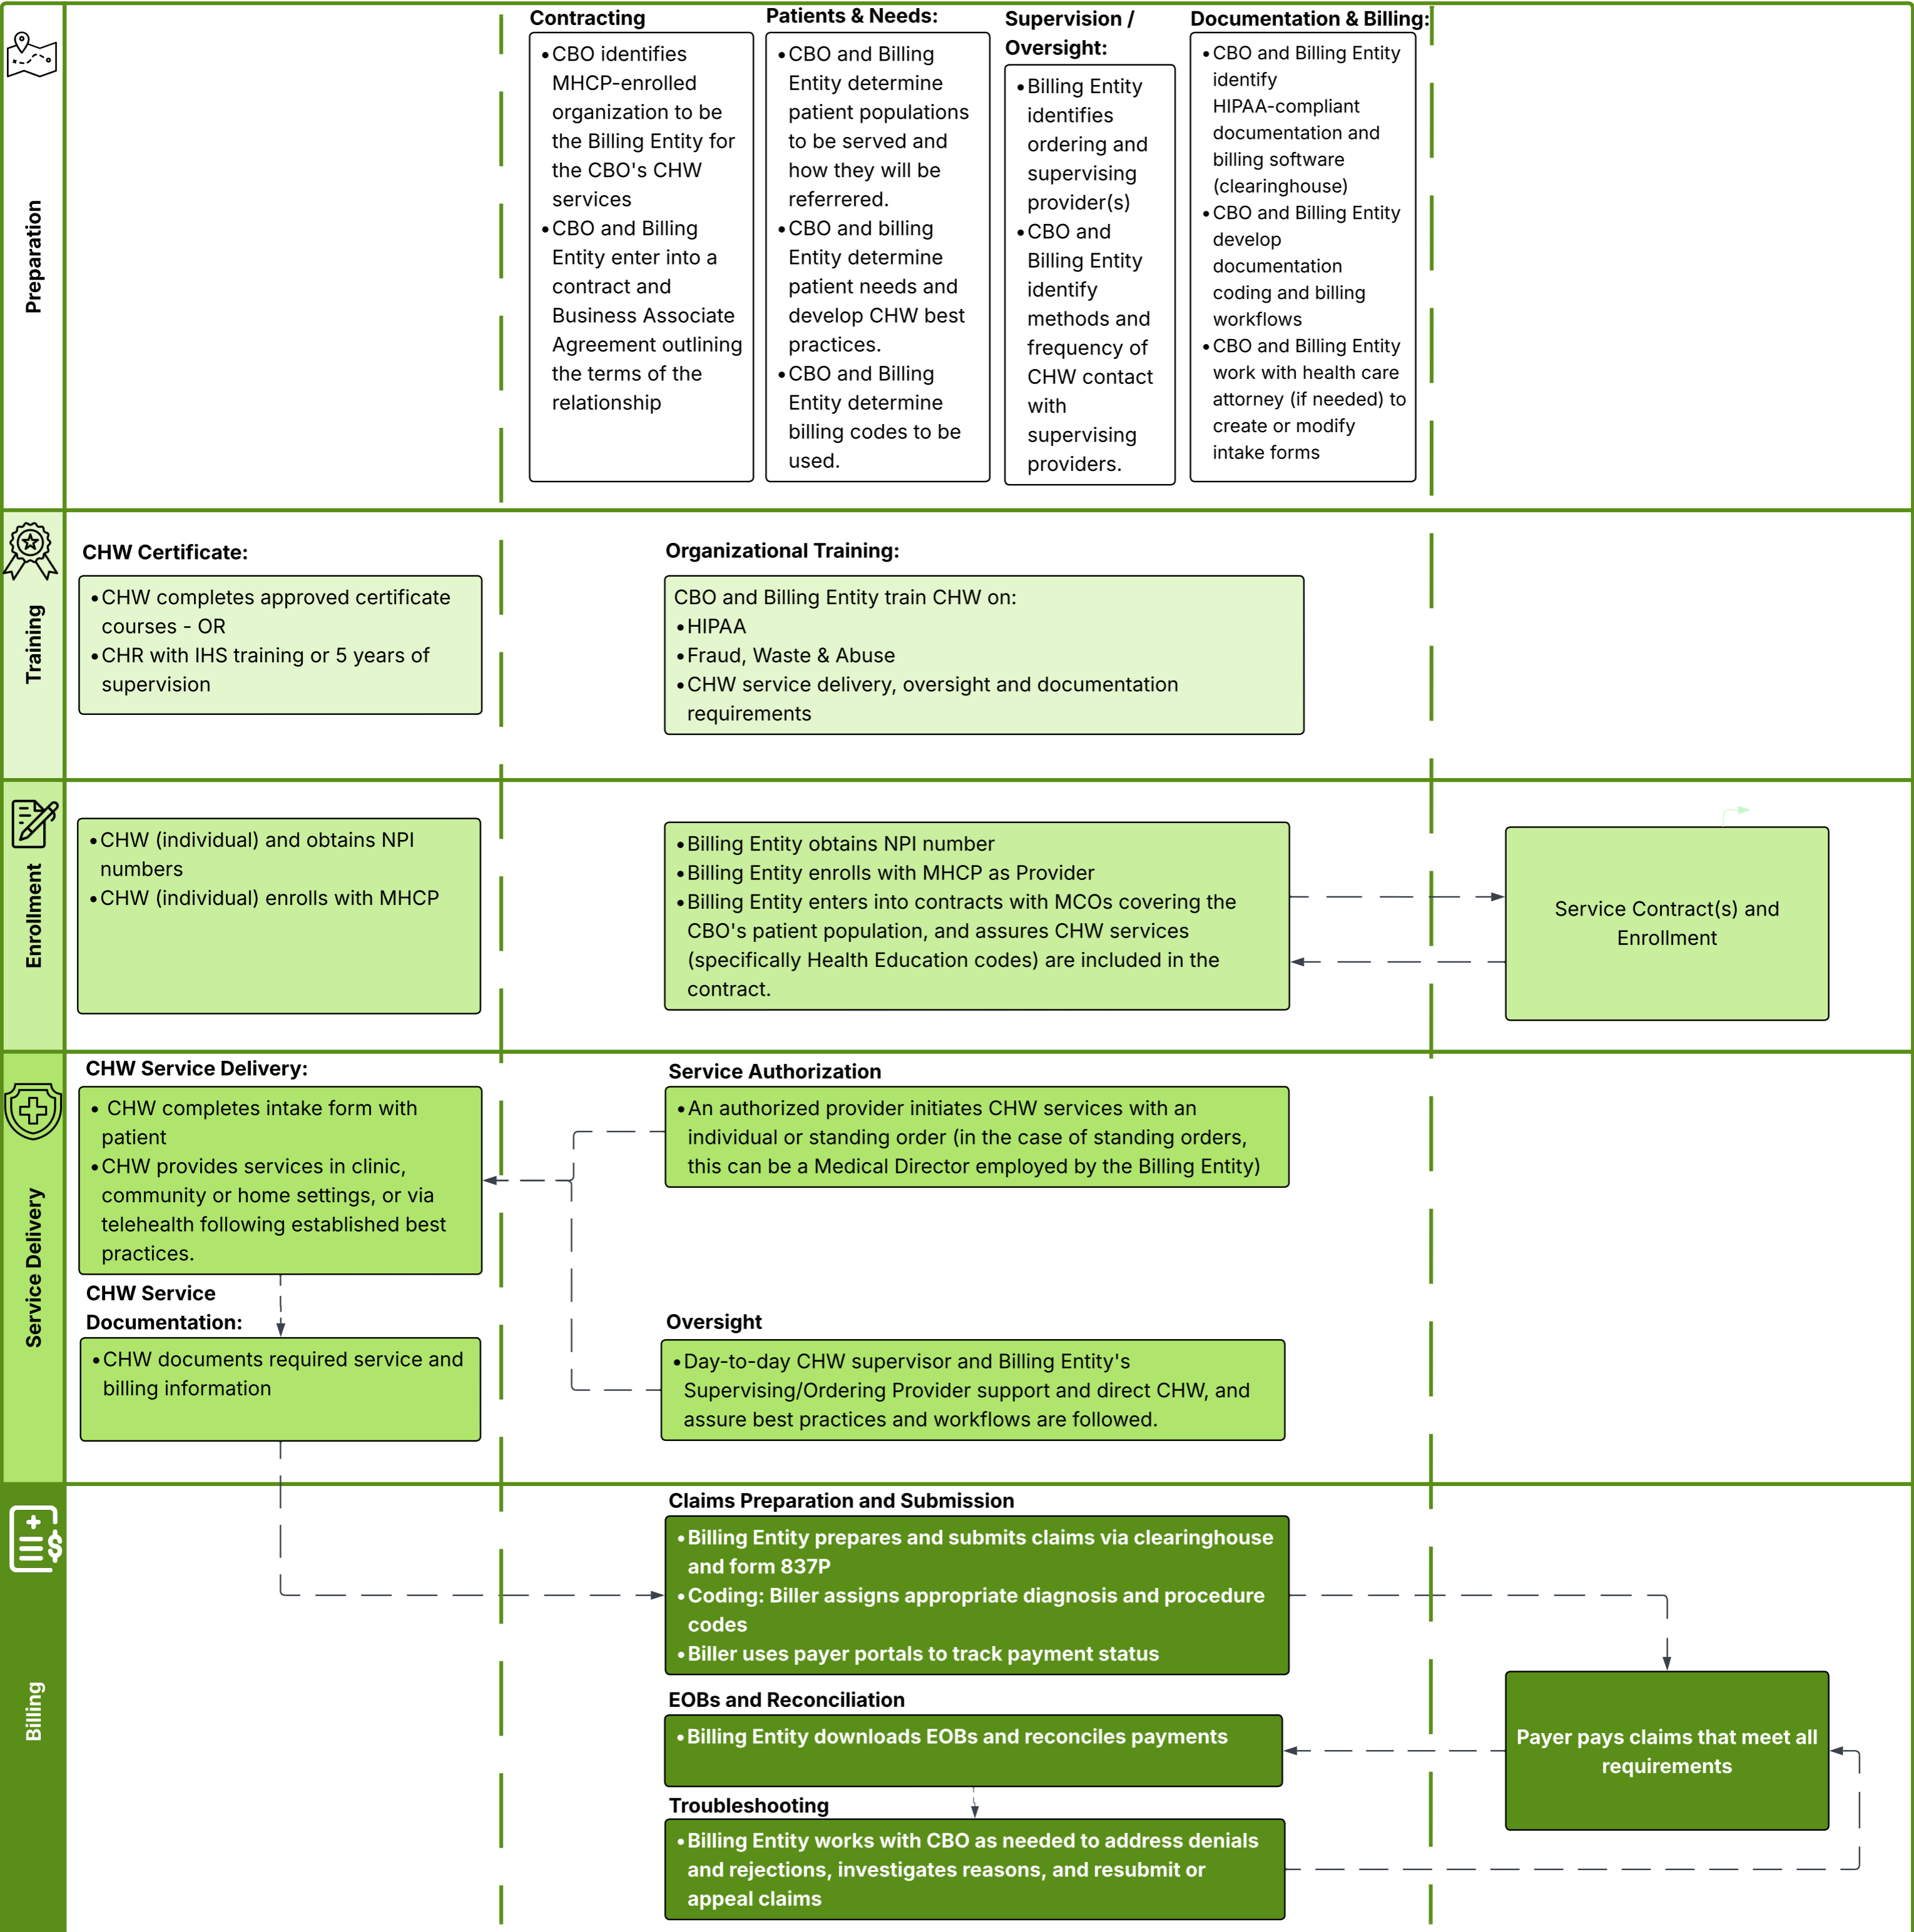 Preparation
Contracting
•CBO identifies
MHCP-enrolled
organization to be
the Billing Entity for
the CBO's CHW
services
•CBO and Billing
Entity enter into a
contract and
Business Associate
Agreement outlining
the terms of the
relationship
Patients & Needs:
•CBO and Billing
Entity determine
patient populations
to be served and
how they will be
referrered.
•CBO and billing
Entity determine
patient needs and
develop CHW best
practices.
•CBO and Billing
Entity determine
billing codes to be
used.
Supervision /
Oversight:
•Billing Entity
identifies
ordering and
supervising
provider(s)
•CBO and
Billing Entity
identify
methods and
frequency of
CHW contact
with
supervising
providers.
Documentation & Billing:
•CBO and Billing Entity
identify
HIPAA-compliant
documentation and
billing software
(clearinghouse)
•CBO and Billing Entity
develop
documentation
coding and billing
workflows
•CBO and Billing Entity
work with health care
attorney (if needed) to
create or modify
intake forms
Training
CHW Certificate:
•CHW completes approved certificate
courses - OR
•CHR with IHS training or 5 years of
supervision
Organizational Training:
CBO and Billing Entity train CHW on:
•HIPAA
•Fraud, Waste & Abuse
•CHW service delivery, oversight and documentation
requirements
Enrollment
•CHW (individual) and obtains NPI
numbers
•CHW (individual) enrolls with MHCP
•Billing Entity obtains NPI number
•Billing Entity enrolls with MHCP as Provider
•Billing Entity enters into contracts with MCOs covering the
CBO's patient population, and assures CHW services
(specifically Health Education codes) are included in the
contract.
Service Contract(s) and
Enrollment
Service Delivery
CHW Service Delivery:
• CHW completes intake form with
patient
•CHW provides services in clinic,
community or home settings, or via
telehealth following established best
practices.
Service Authorization
•An authorized provider initiates CHW services with an
individual or standing order (in the case of standing orders,
this can be a Medical Director employed by the Billing Entity)
CHW Service
Documentation:
•CHW documents required service and
billing information
Oversight
•Day-to-day CHW supervisor and Billing Entity's
Supervising/Ordering Provider support and direct CHW, and
assure best practices and workflows are followed.
Billing
Claims Preparation and Submission
•Billing Entity prepares and submits claims via clearinghouse
and form 837P
•Coding: Biller assigns appropriate diagnosis and procedure
codes
•Biller uses payer portals to track payment status
EOBs and Reconciliation
•Billing Entity downloads EOBs and reconciles payments
Payer pays claims that meet all
requirements
Troubleshooting
•Billing Entity works with CBO as needed to address denials
and rejections, investigates reasons, and resubmit or
appeal claims